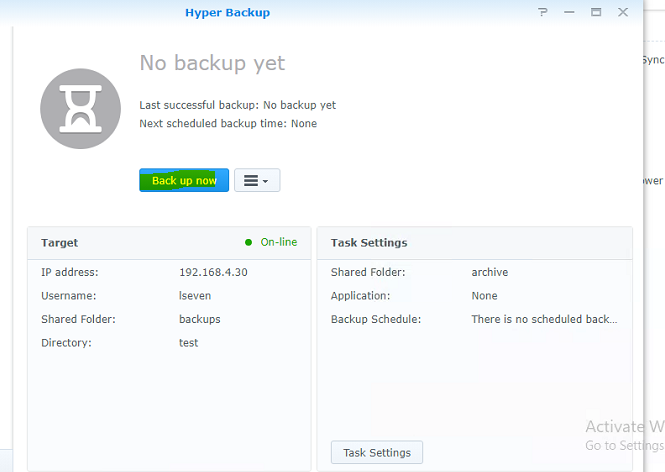 Hyper Backup
No backup yet
Sync
Last successful backup: No backup yet
Next scheduled backup time: None
Back up now
ower
Target
On-line
IP address: 192.168.4.30
Username: lseven
Shared Folder: backups
Directory: test
Task Settings
Shared Folder: archive
Application: None
Backup Schedule: There is no scheduled back...
Task Settings
Activate W
Go to Settings